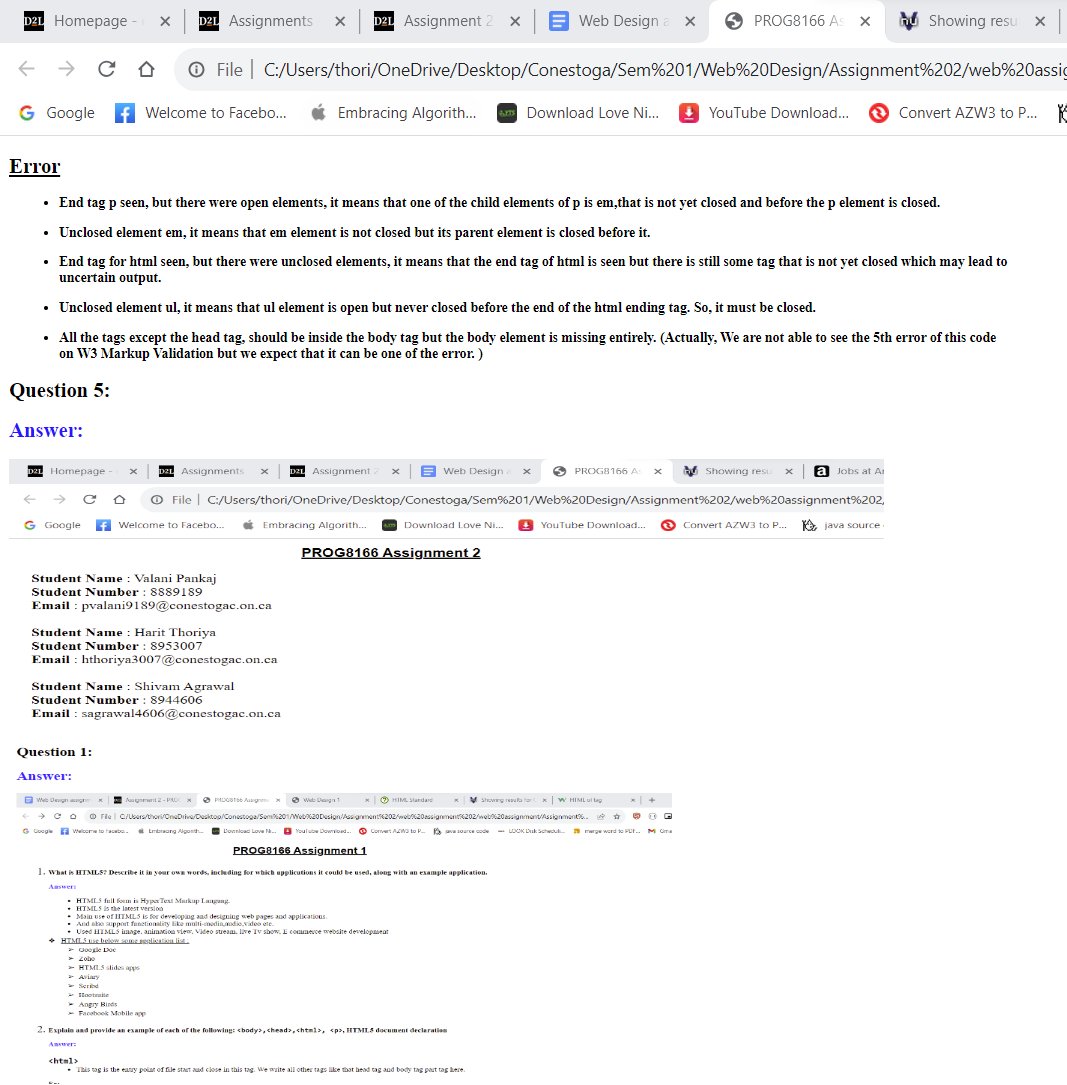 D2L Homepage - D2L Assignments D2L Assignment 2 Web Design a PROG8166 As Showing resu
File C:/Users/thori/OneDrive/Desktop/Conestoga/Sem%201/Web%20Design/Assignment%202/web%20assig
Google Welcome to Facebo... Embracing Algorith... Download Love Ni... YouTube Download... Convert AZW3 to P...
Error
• End tag p seen, but there were open elements, it means that one of the child elements of p is em,that is not yet closed and before the p element is closed.
• Unclosed element em, it means that em element is not closed but its parent element is closed before it.
• End tag for html seen, but there were unclosed elements, it means that the end tag of html is seen but there is still some tag that is not yet closed which may lead to
uncertain output.
• Unclosed element ul, it means that ul element is open but never closed before the end of the html ending tag. So, it must be closed.
• All the tags except the head tag, should be inside the body tag but the body element is missing entirely. (Actually, We are not able to see the 5th error of this code
on W3 Markup Validation but we expect that it can be one of the error. )
Question 5:
Answer:
D2L Homepage - D2L Assignments D2L Assignment 2 Web Design a PROG8166 As Showing resu a Jobs at Ar
File C:/Users/thori/OneDrive/Desktop/Conestoga/Sem%201/Web%20Design/Assignment%202/web%20assignment%202,
Google Welcome to Facebo... Embracing Algorith... Download Love Ni... YouTube Download... Convert AZW3 to P... java source
PROG8166 Assignment 2
Student Name : Valani Pankaj
Student Number : 8889189
Email : pvalani9189@conestogac.on.ca
Student Name : Harit Thoriya
Student Number : 8953007
Email : hthoriya3007@conestogac.on.ca
Student Name : Shivam Agrawal
Student Number : 8944606
Email : sagrawal4606@conestogac.on.ca
Question 1:
Answer:
Web Design assignm Assignment 2 - PROG PROG8166 Assignme Web Design 1 HTML Standard Showing results for HTML ol tag
File C:/Users/thori/OneDrive/Desktop/Conestoga/Sem%201/Web%20Design/Assignment%202/web%20assignment%202/web%20assignment/Assignment%...
Google Welcome to Facebo... Embracing Algorith... Download Love Ni... YouTube Download... Convert AZW3 to P... java source code LOOK Disk Scheduli... merge word to PDF... Gma
PROG8166 Assignment 1
1. What is HTML5? Describe it in your own words, including for which applications it could be used, along with an example application.
Answer:
• HTML5 full form is HyperText Markup Languag.
• HTML5 is the latest version
• Main use of HTML5 is for developing and designing web pages and applications.
• And also support functionality like multi-media,audio,video etc.
• Used HTML5 image, animation view, Video stream, live Tv show, E commerce website development
❖ HTML5 use below some application list :
➢ Google Doc
➢ Zoho
➢ HTML5 slides apps
➢ Aviary
➢ Scribd
➢ Hootsuite
➢ Angry Birds
➢ Facebook Mobile app
2. Explain and provide an example of each of the following: <body>,<head>,<html>, <p>, HTML5 document declaration
Answer:
<html>
• This tag is the entry point of file start and close in this tag. We write all other tags like that head tag and body tag part tag here.